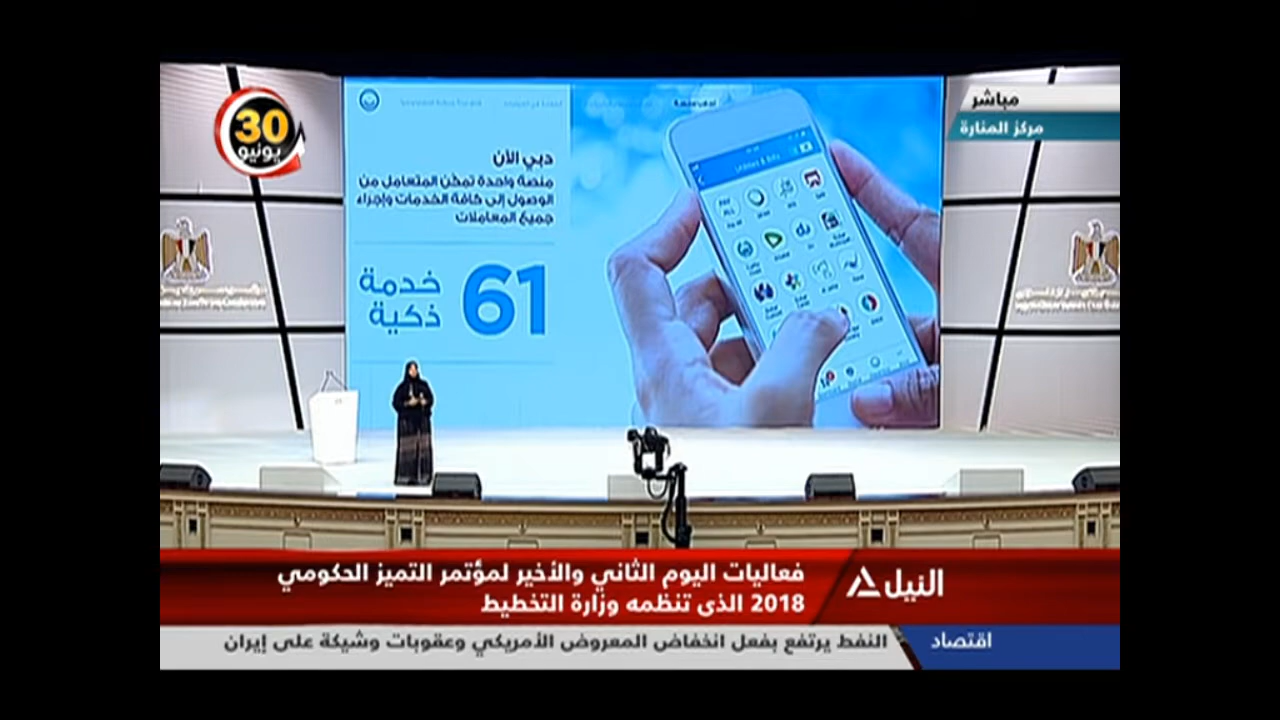 30
يونيو
مباشر
مركز المنارة
دبي الآن
منصة واحدة تمكّن المتعامل من
الوصول إلى كافة الخدمات وإجراء
جميع المعاملات
61
خدمة
ذكية
النيل
فعاليات اليوم الثاني والأخير لمؤتمر التميز الحكومي
2018 الذى تنظمه وزارة التخطيط
اقتصاد
النفط يرتفع بفعل انخفاض المعروض الأمريكي وعقوبات وشيكة على إيران